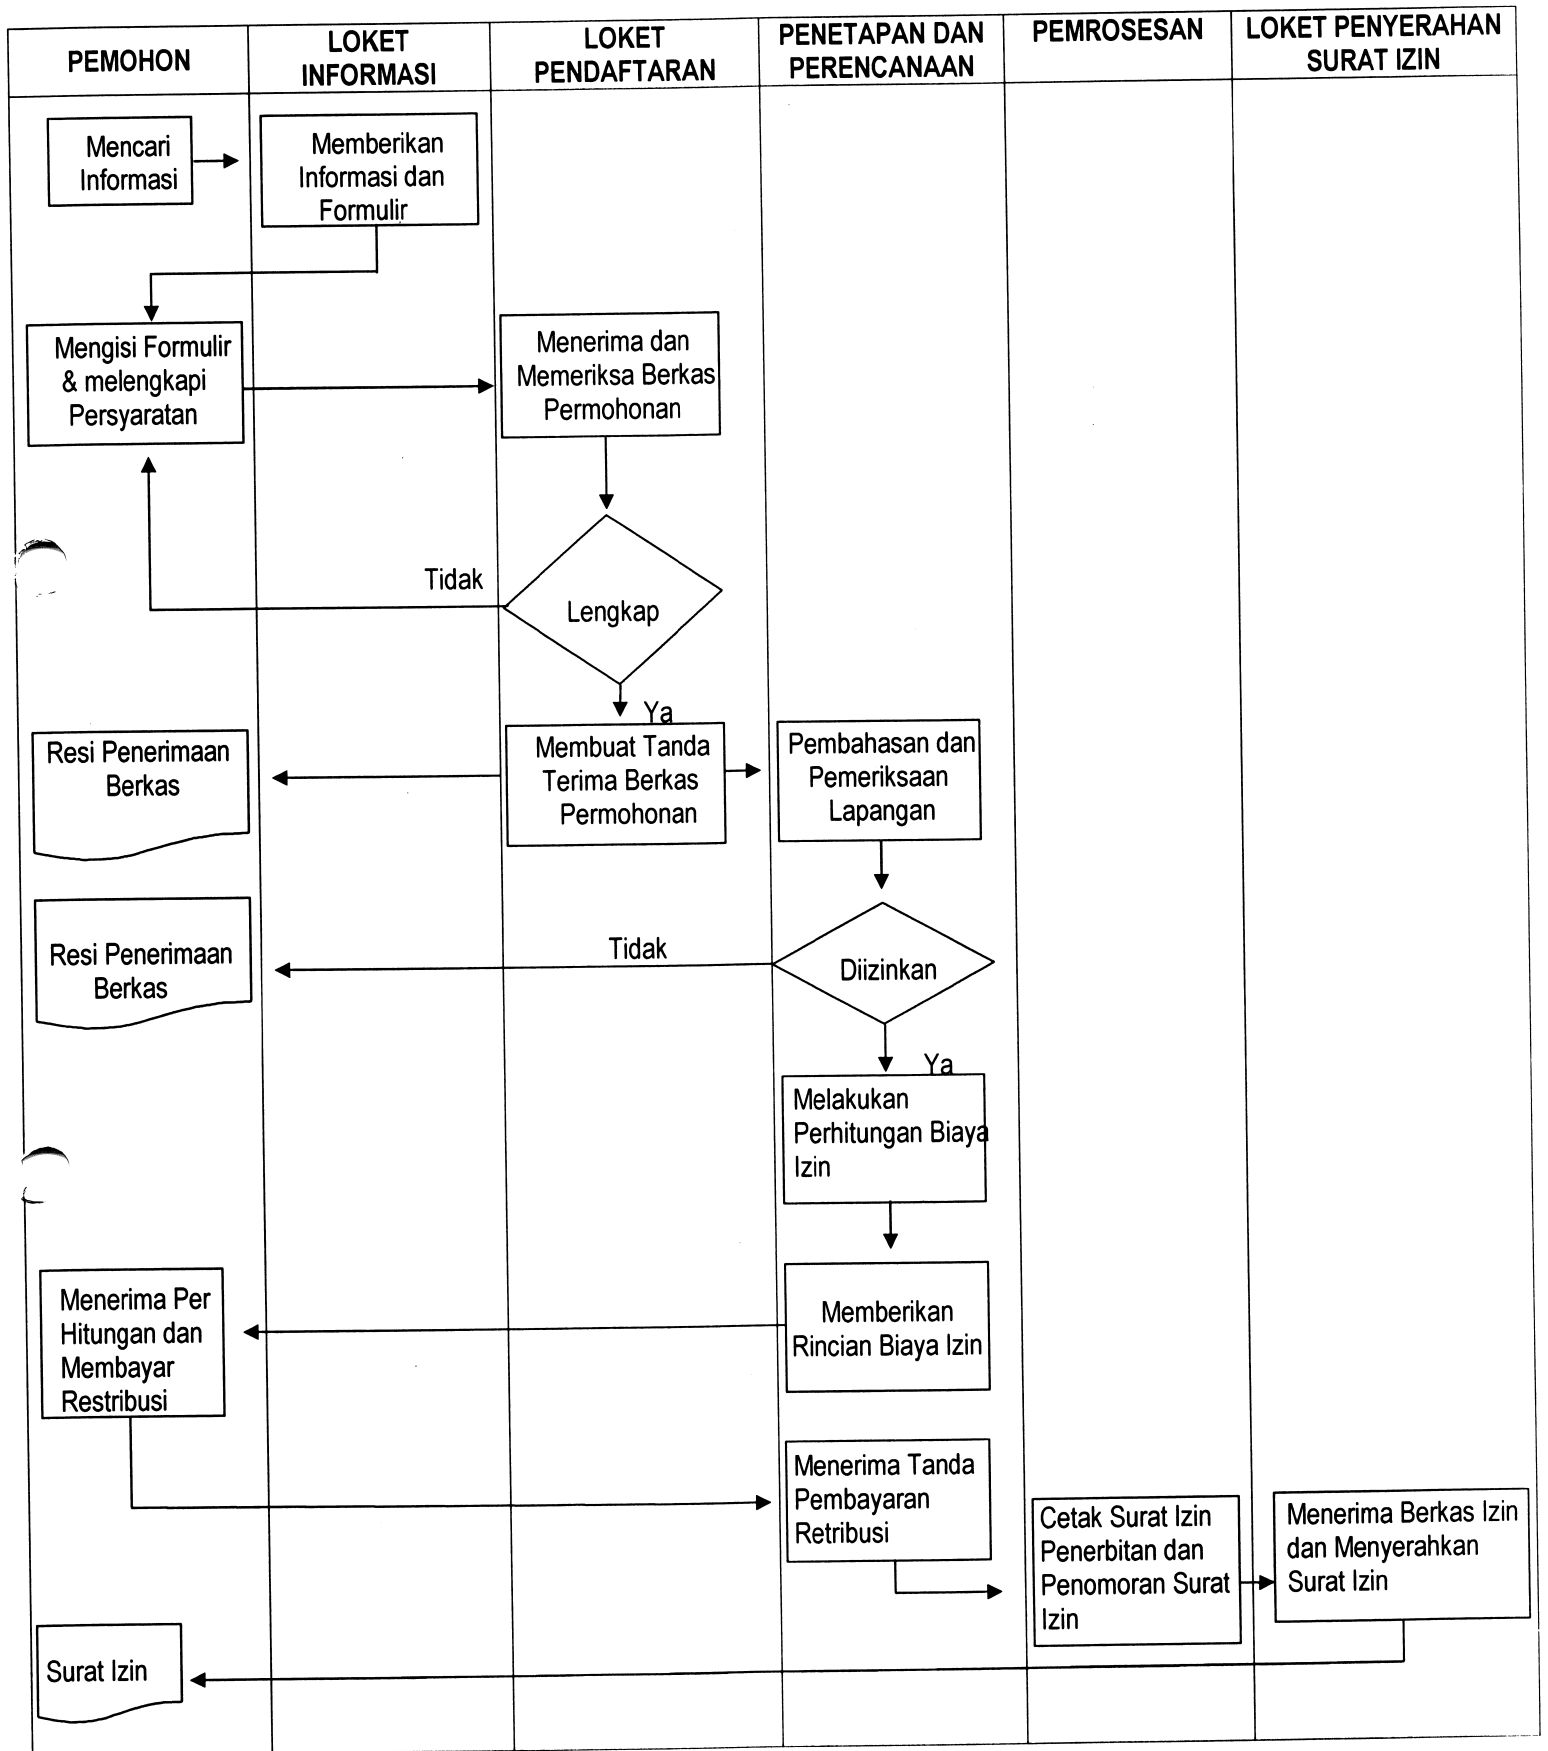 PEMOHON
LOKET
INFORMASI
LOKET
PENDAFTARAN
PENETAPAN DAN
PERENCANAAN
PEMROSESAN
LOKET PENYERAHAN
SURAT IZIN
Mencari
Informasi
Memberikan
Informasi dan
Formulir
Mengisi Formulir
& melengkapi
Persyaratan
Menerima dan
Memeriksa Berkas
Permohonan
Tidak
Lengkap
Ya
Resi Penerimaan
Berkas
Membuat Tanda
Terima Berkas
Permohonan
Pembahasan dan
Pemeriksaan
Lapangan
Resi Penerimaan
Berkas
Tidak
Diizinkan
Ya
Melakukan
Perhitungan Biaya
Izin
Menerima Per
Hitungan dan
Membayar
Restribusi
Memberikan
Rincian Biaya Izin
Menerima Tanda
Pembayaran
Retribusi
Cetak Surat Izin
Penerbitan dan
Penomoran Surat
Izin
Menerima Berkas Izin
dan Menyerahkan
Surat Izin
Surat Izin